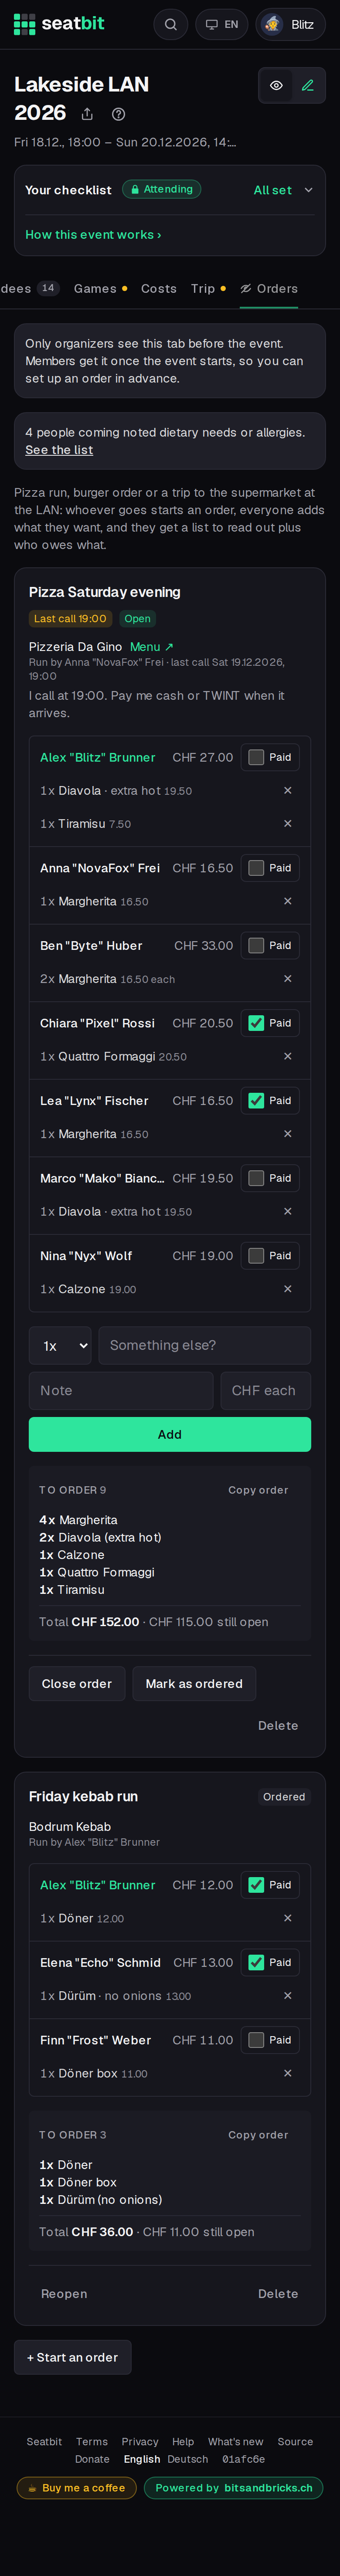 seatbit
EN
Blitz
Lakeside LAN
2026
Fri 18.12., 18:00 – Sun 20.12.2026, 14:…
Your checklist
Attending
All set
How this event works ›
dees 14
Games
Costs
Trip
Orders
Only organizers see this tab before the event.
Members get it once the event starts, so you can
set up an order in advance.
4 people coming noted dietary needs or allergies.
See the list
Pizza run, burger order or a trip to the supermarket at
the LAN: whoever goes starts an order, everyone adds
what they want, and they get a list to read out plus
who owes what.
Pizza Saturday evening
Last call 19:00
Open
Pizzeria Da Gino Menu ↗
Run by Anna "NovaFox" Frei · last call Sat 19.12.2026,
19:00
I call at 19:00. Pay me cash or TWINT when it
arrives.
Alex "Blitz" Brunner CHF 27.00 Paid
1x Diavola · extra hot 19.50 ✕
1x Tiramisu 7.50 ✕
Anna "NovaFox" Frei CHF 16.50 Paid
1x Margherita 16.50 ✕
Ben "Byte" Huber CHF 33.00 Paid
2x Margherita 16.50 each ✕
Chiara "Pixel" Rossi CHF 20.50 Paid
1x Quattro Formaggi 20.50 ✕
Lea "Lynx" Fischer CHF 16.50 Paid
1x Margherita 16.50 ✕
Marco "Mako" Bianc… CHF 19.50 Paid
1x Diavola · extra hot 19.50 ✕
Nina "Nyx" Wolf CHF 19.00 Paid
1x Calzone 19.00 ✕
1x
Something else?
Note
CHF each
Add
TO ORDER 9
Copy order
4x Margherita
2x Diavola (extra hot)
1x Calzone
1x Quattro Formaggi
1x Tiramisu
Total CHF 152.00 · CHF 115.00 still open
Close order
Mark as ordered
Delete
Friday kebab run
Ordered
Bodrum Kebab
Run by Alex "Blitz" Brunner
Alex "Blitz" Brunner CHF 12.00 Paid
1x Döner 12.00 ✕
Elena "Echo" Schmid CHF 13.00 Paid
1x Dürüm · no onions 13.00 ✕
Finn "Frost" Weber CHF 11.00 Paid
1x Döner box 11.00 ✕
TO ORDER 3
Copy order
1x Döner
1x Döner box
1x Dürüm (no onions)
Total CHF 36.00 · CHF 11.00 still open
Reopen
Delete
+ Start an order
Seatbit Terms Privacy Help What's new Source
Donate English Deutsch 01afc6e
Buy me a coffee
Powered by bitsandbricks.ch